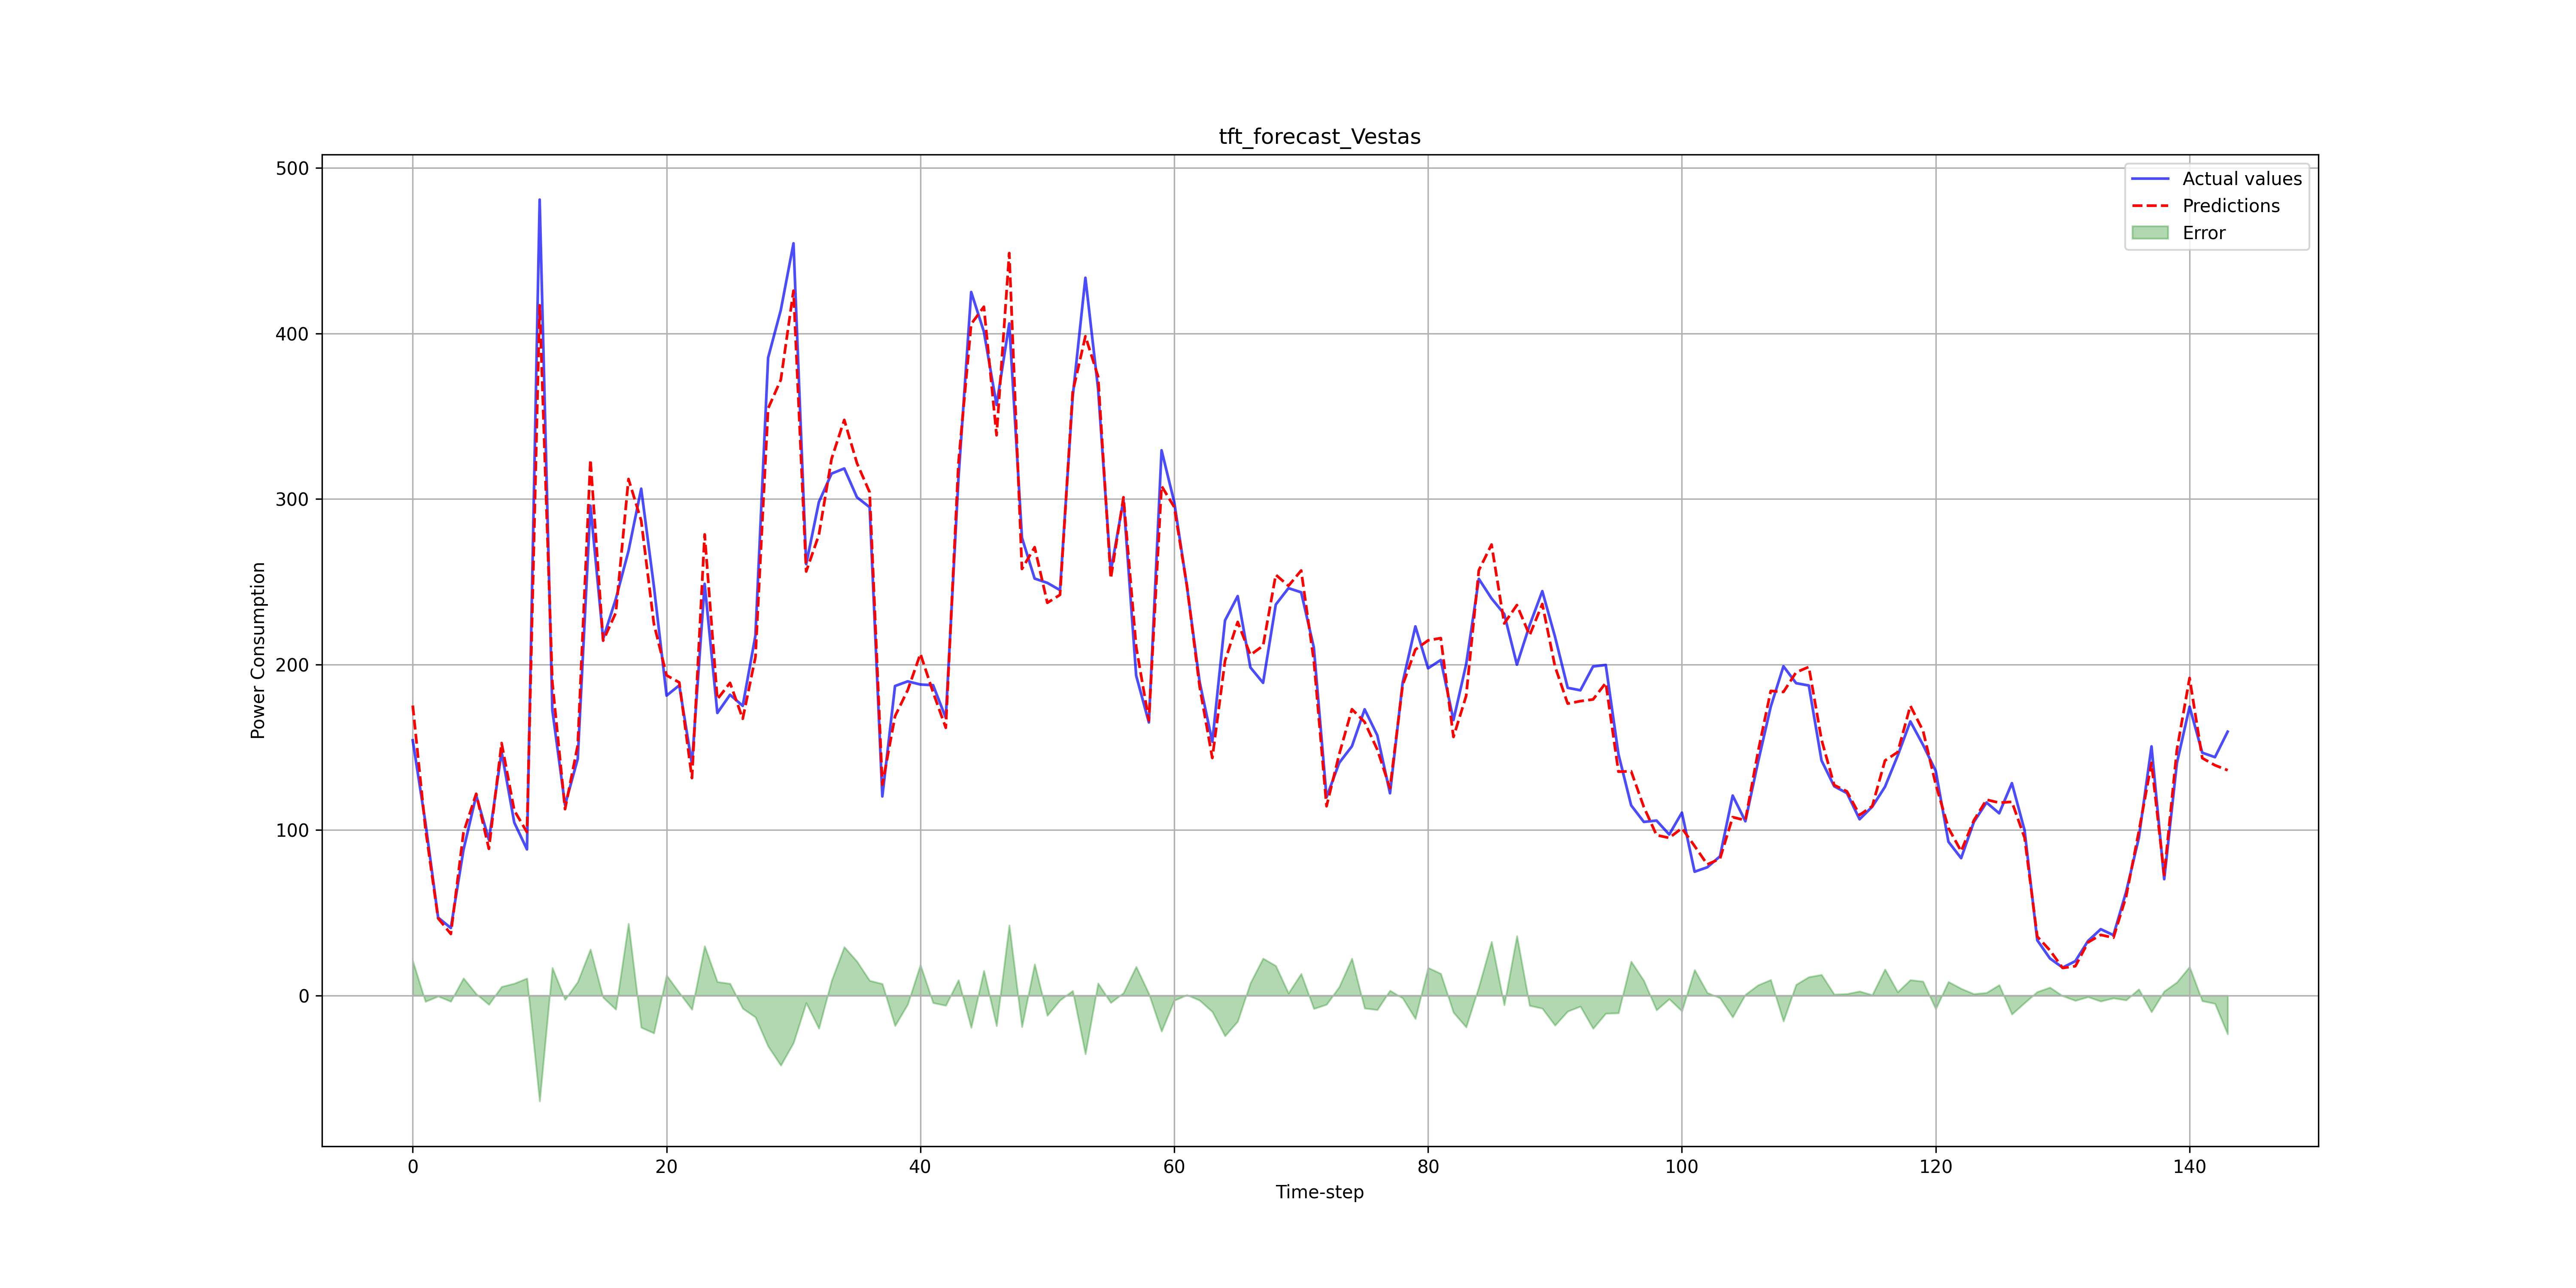 tft_forecast_Vestas
Actual values
Predictions
Error
Power Consumption
500
400
300
200
100
0
0 20 40 60 80 100 120 140
Time-step